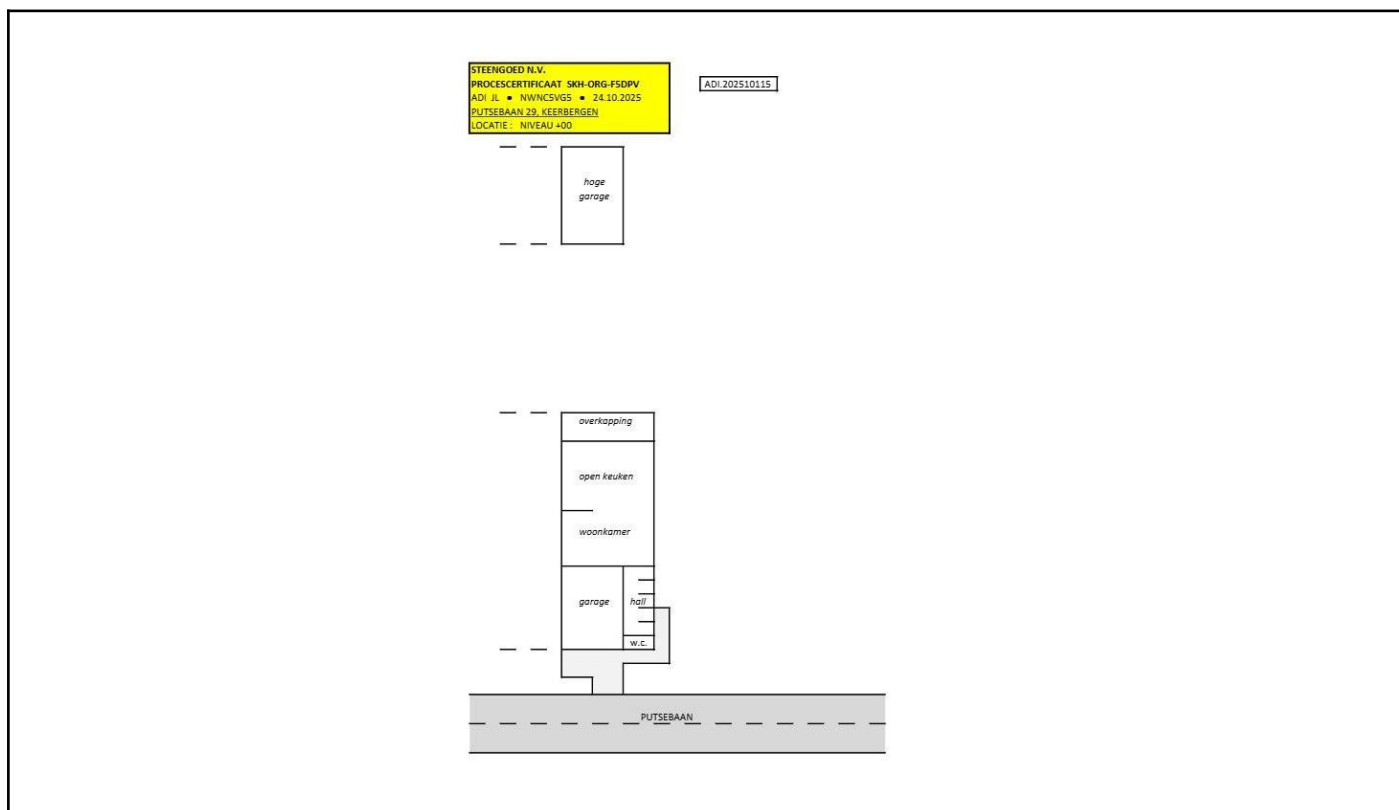 STEENGOED N.V.
PROCESCERTIFICAAT SKH-ORG-F5DPV
ADI JL ● NWNC5VG5 ● 24.10.2025
PUTSEBAAN 29, KEERBERGEN
LOCATIE : NIVEAU +00
ADI.202510115
hoge
garage
overkapping
open keuken
woonkamer
garage
hall
w.c.
PUTSEBAAN